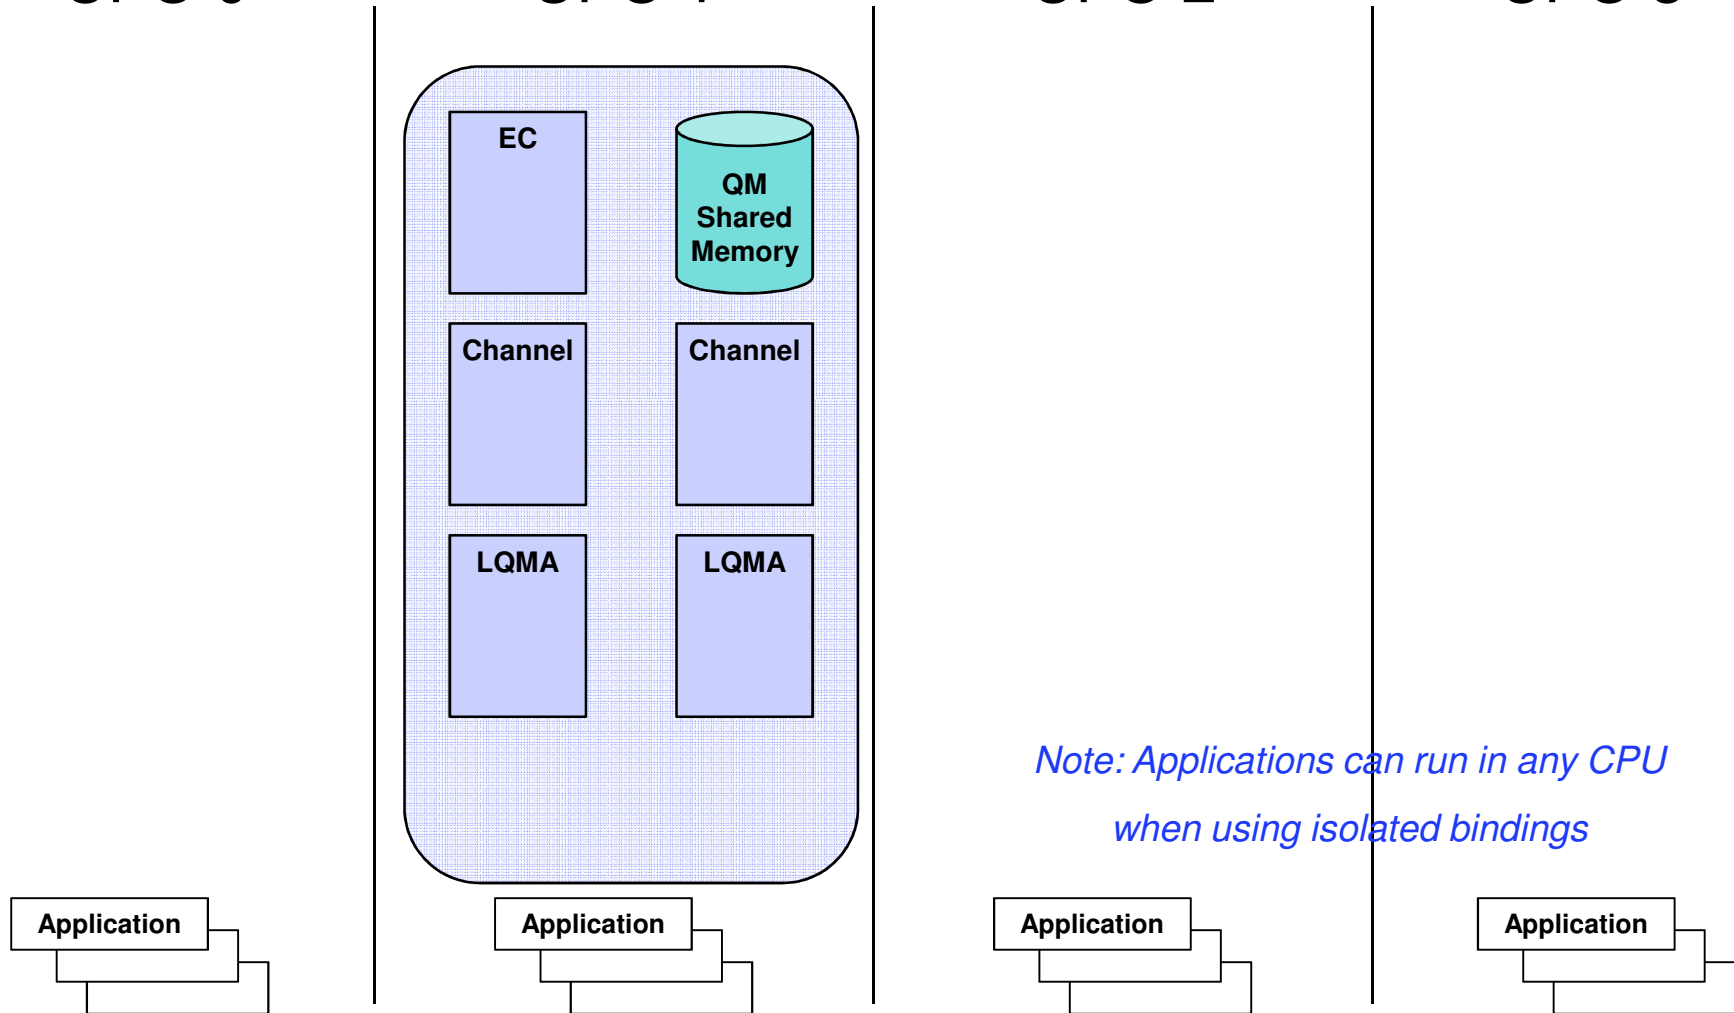 EC
QM
Shared
Memory
Channel
Channel
LQMA
LQMA
Note: Applications can run in any CPU
when using isolated bindings
Application
Application
Application
Application